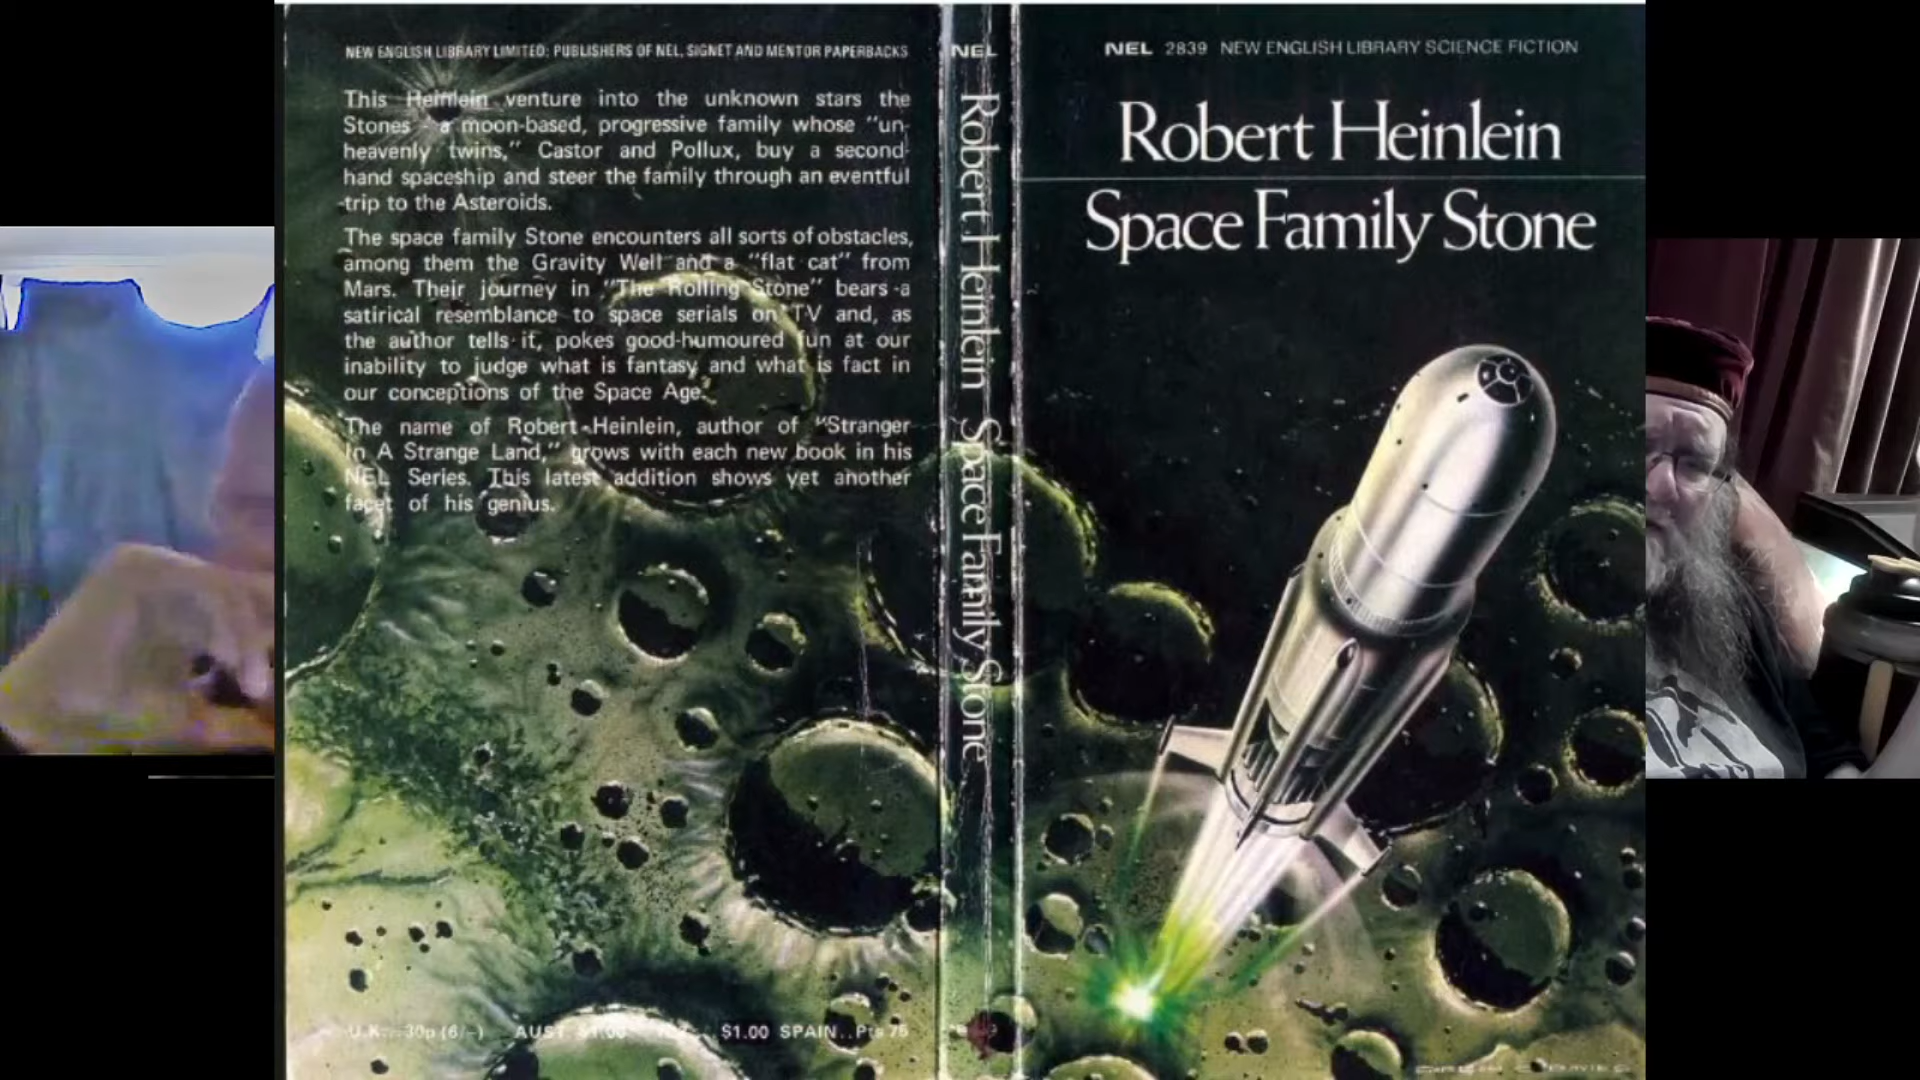 NEW ENGLISH LIBRARY LIMITED: PUBLISHERS OF NEL, SIGNET AND MENTOR PAPERBACKS
This Heinlein venture into the unknown stars the
Stones - a moon-based, progressive family whose "un-
heavenly twins," Castor and Pollux, buy a second-
hand spaceship and steer the family through an eventful
trip to the Asteroids.
The space family Stone encounters all sorts of obstacles,
among them the Gravity Well and a "flat cat" from
Mars. Their journey in "The Rolling Stone" bears a
satirical resemblance to space serials on TV and, as
the author tells it, pokes good-humoured fun at our
inability to judge what is fantasy and what is fact in
our conceptions of the Space Age.
The name of Robert Heinlein, author of "Stranger
In A Strange Land," grows with each new book in his
NEL Series. This latest addition shows yet another
facet of his genius.
U.K. 30p (6/-) AUST. $1.00 $1.00 SPAIN..Pts 75
NEL
Robert Heinlein Space Family Stone
NEL 2839 NEW ENGLISH LIBRARY SCIENCE FICTION
Robert Heinlein
Space Family Stone